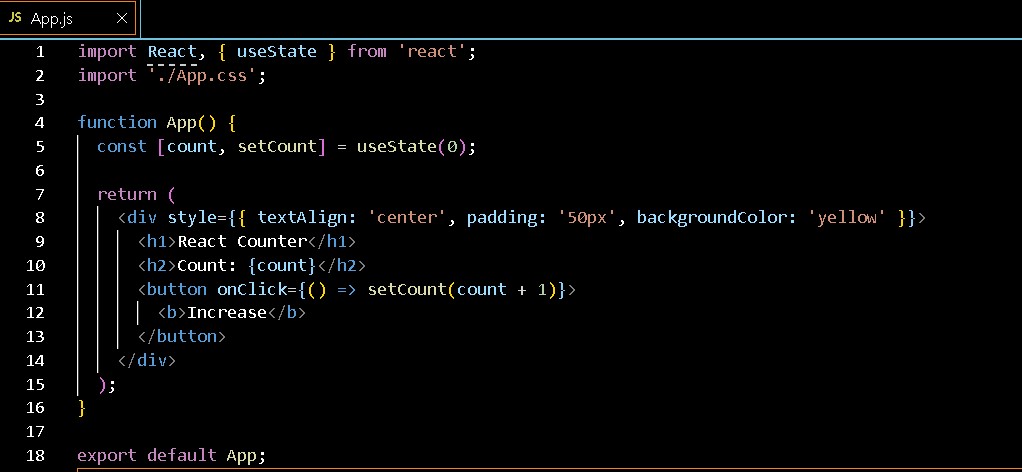 JS App.js ×
1 import React, { useState } from 'react';
2 import './App.css';
3
4 function App() {
5   const [count, setCount] = useState(0);
6
7   return (
8     <div style={{ textAlign: 'center', padding: '50px', backgroundColor: 'yellow' }}>
9       <h1>React Counter</h1>
10       <h2>Count: {count}</h2>
11       <button onClick={() => setCount(count + 1)}>
12         <b>Increase</b>
13       </button>
14     </div>
15   );
16 }
17
18 export default App;